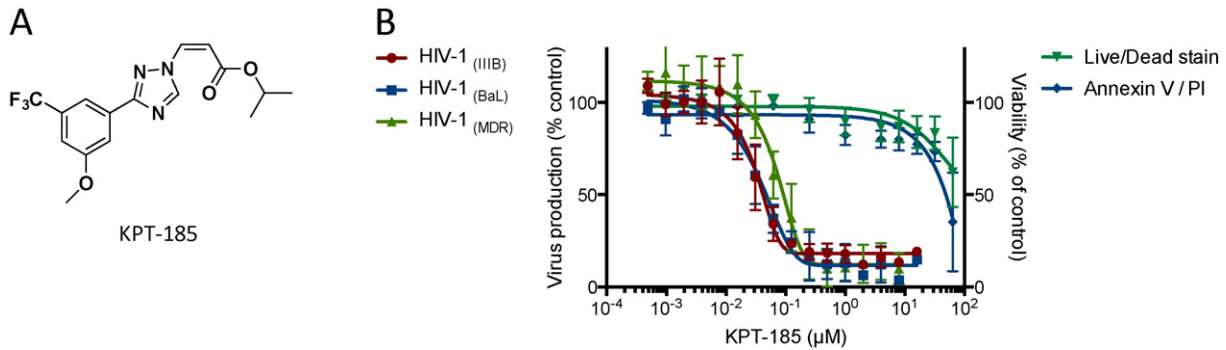 A
F₃C
N
N
N
O
O
O
KPT-185
B
HIV-1 (IIIB)
HIV-1 (BaL)
HIV-1 (MDR)
Virus production (% control)
100
50
0
10⁻⁴ 10⁻³ 10⁻² 10⁻¹ 10⁰ 10¹ 10²
KPT-185 (µM)
100
50
0
Viability (% of control)
Live/Dead stain
Annexin V / PI